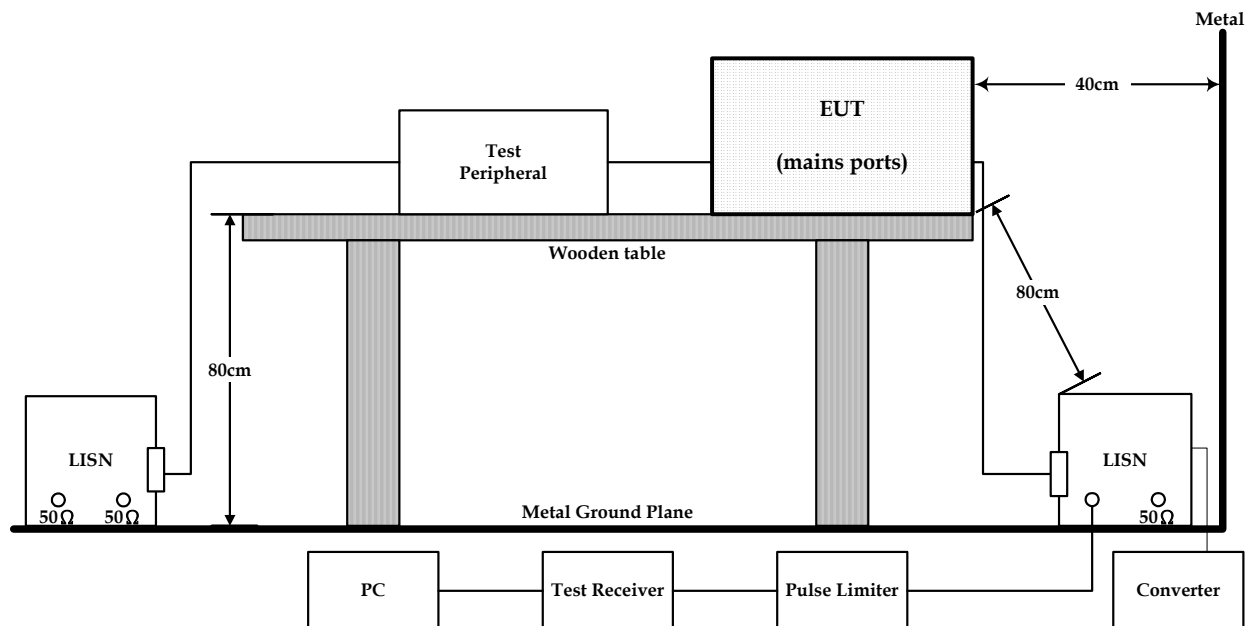 Metal
40cm
EUT
(mains ports)
Test
Peripheral
Wooden table
80cm
80cm
LISN
50Ω
50Ω
LISN
50Ω
Metal Ground Plane
PC
Test Receiver
Pulse Limiter
Converter